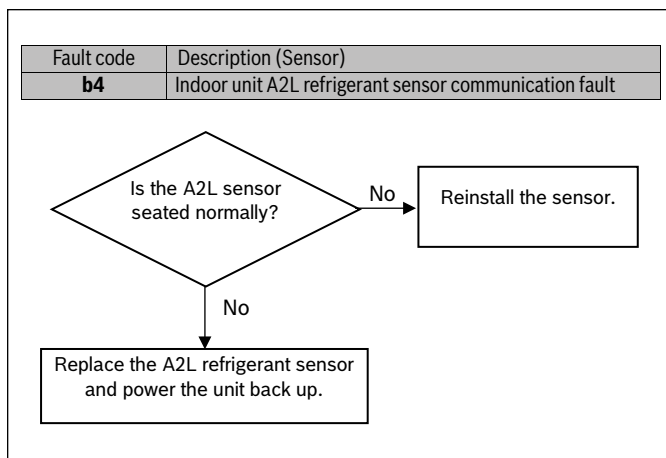 Fault code Description (Sensor)
b4 Indoor unit A2L refrigerant sensor communication fault
Is the A2L sensor
seated normally?
No
Reinstall the sensor.
No
Replace the A2L refrigerant sensor
and power the unit back up.